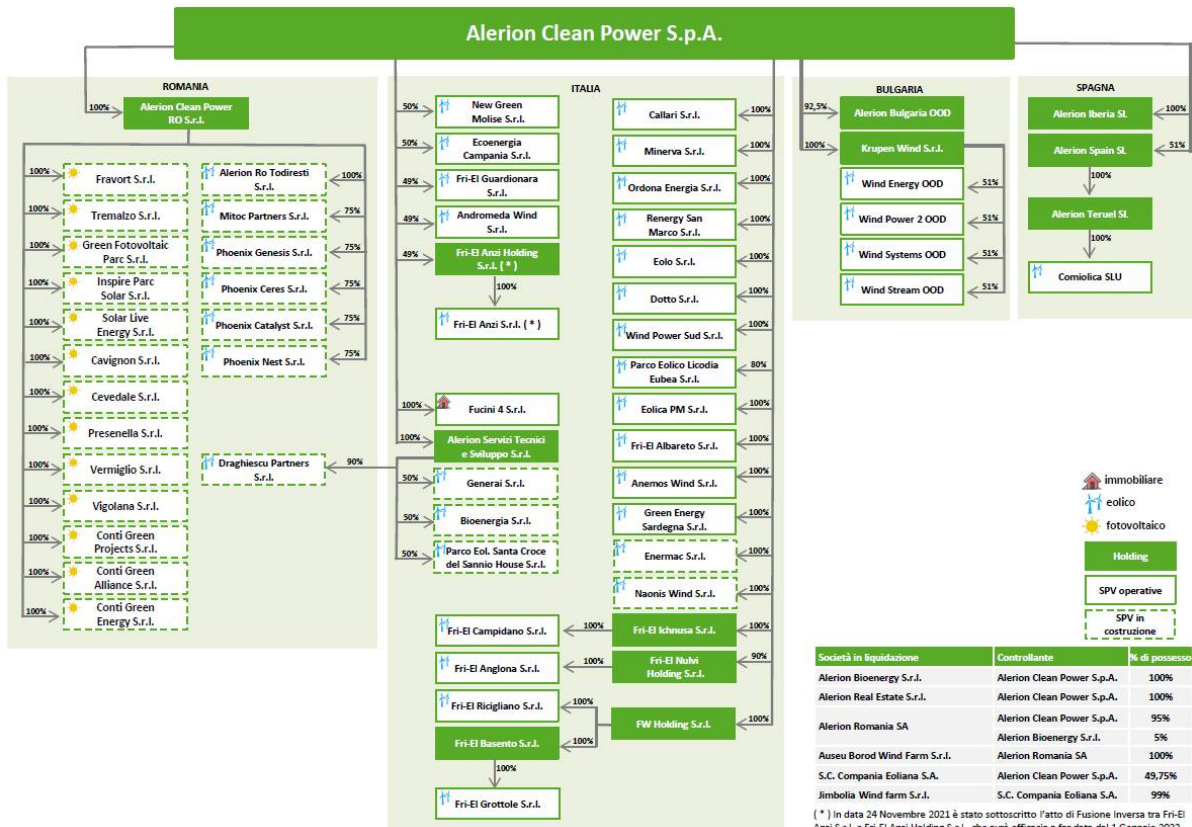 Alerion Clean Power S.p.A.
ROMANIA
100%
Alerion Clean Power
RO S.r.l.
100%
Fravort S.r.l.
100%
Tremalzo S.r.l.
100%
Green Fotovoltaic
Parc S.r.l.
100%
Inspire Parc
Solar S.r.l.
100%
Solar Live
Energy S.r.l.
100%
Cavignon S.r.l.
100%
Cevedale S.r.l.
100%
Presenella S.r.l.
100%
Vermiglio S.r.l.
100%
Vigolana S.r.l.
100%
Conti Green
Projects S.r.l.
100%
Conti Green
Alliance S.r.l.
100%
Conti Green
Energy S.r.l.
Alerion Ro Todiresti
S.r.l.
100%
Mitoc Partners S.r.l.
75%
Phoenix Genesis S.r.l.
75%
Phoenix Ceres S.r.l.
75%
Phoenix Catalyst S.r.l.
75%
Phoenix Nest S.r.l.
75%
Draghiescu Partners
S.r.l.
90%
ITALIA
50%
New Green
Molise S.r.l.
50%
Ecoenergia
Campania S.r.l.
49%
Fri-El Guardionara
S.r.l.
49%
Andromeda Wind
S.r.l.
49%
Fri-El Anzi Holding
S.r.l. ( * )
100%
Fri-El Anzi S.r.l. ( * )
100%
Fucini 4 S.r.l.
100%
Alerion Servizi Tecnici
e Sviluppo S.r.l.
50%
Generai S.r.l.
50%
Bioenergia S.r.l.
50%
Parco Eol. Santa Croce
del Sannio House S.r.l.
Callari S.r.l.
100%
Minerva S.r.l.
100%
Ordona Energia S.r.l.
100%
Renergy San
Marco S.r.l.
100%
Eolo S.r.l.
100%
Dotto S.r.l.
100%
Wind Power Sud S.r.l.
100%
Parco Eolico Licodia
Eubea S.r.l.
80%
Eolica PM S.r.l.
100%
Fri-El Albareto S.r.l.
100%
Anemos Wind S.r.l.
100%
Green Energy
Sardegna S.r.l.
100%
Enermac S.r.l.
100%
Naonis Wind S.r.l.
100%
Fri-El Campidano S.r.l.
100%
Fri-El Ichnusa S.r.l.
100%
Fri-El Anglona S.r.l.
100%
Fri-El Nulvi
Holding S.r.l.
90%
Fri-El Ricigliano S.r.l.
100%
FW Holding S.r.l.
100%
Fri-El Basento S.r.l.
100%
100%
Fri-El Grottole S.r.l.
BULGARIA
92,5%
Alerion Bulgaria OOD
100%
Krupen Wind S.r.l.
Wind Energy OOD
51%
Wind Power 2 OOD
51%
Wind Systems OOD
51%
Wind Stream OOD
51%
SPAGNA
Alerion Iberia SL
100%
Alerion Spain SL
51%
100%
Alerion Teruel SL
100%
Comiolica SLU
immobiliare
eolico
fotovoltaico
Holding
SPV operative
SPV in
costruzione
Società in liquidazione Controllante % di possesso
Alerion Bioenergy S.r.l. Alerion Clean Power S.p.A. 100%
Alerion Real Estate S.r.l. Alerion Clean Power S.p.A. 100%
Alerion Romania SA Alerion Clean Power S.p.A. 95%
Alerion Bioenergy S.r.l. 5%
Auseu Borod Wind Farm S.r.l. Alerion Romania SA 100%
S.C. Compania Eoliana S.A. Alerion Clean Power S.p.A. 49,75%
Jimbolia Wind farm S.r.l. S.C. Compania Eoliana S.A. 99%
( * ) In data 24 Novembre 2021 è stato sottoscritto l'atto di Fusione Inversa tra Fri-El
Anzi S.r.l. e Fri-El Anzi Holding S.r.l. che avrà efficacia a far data dal 1 Gennaio 2022